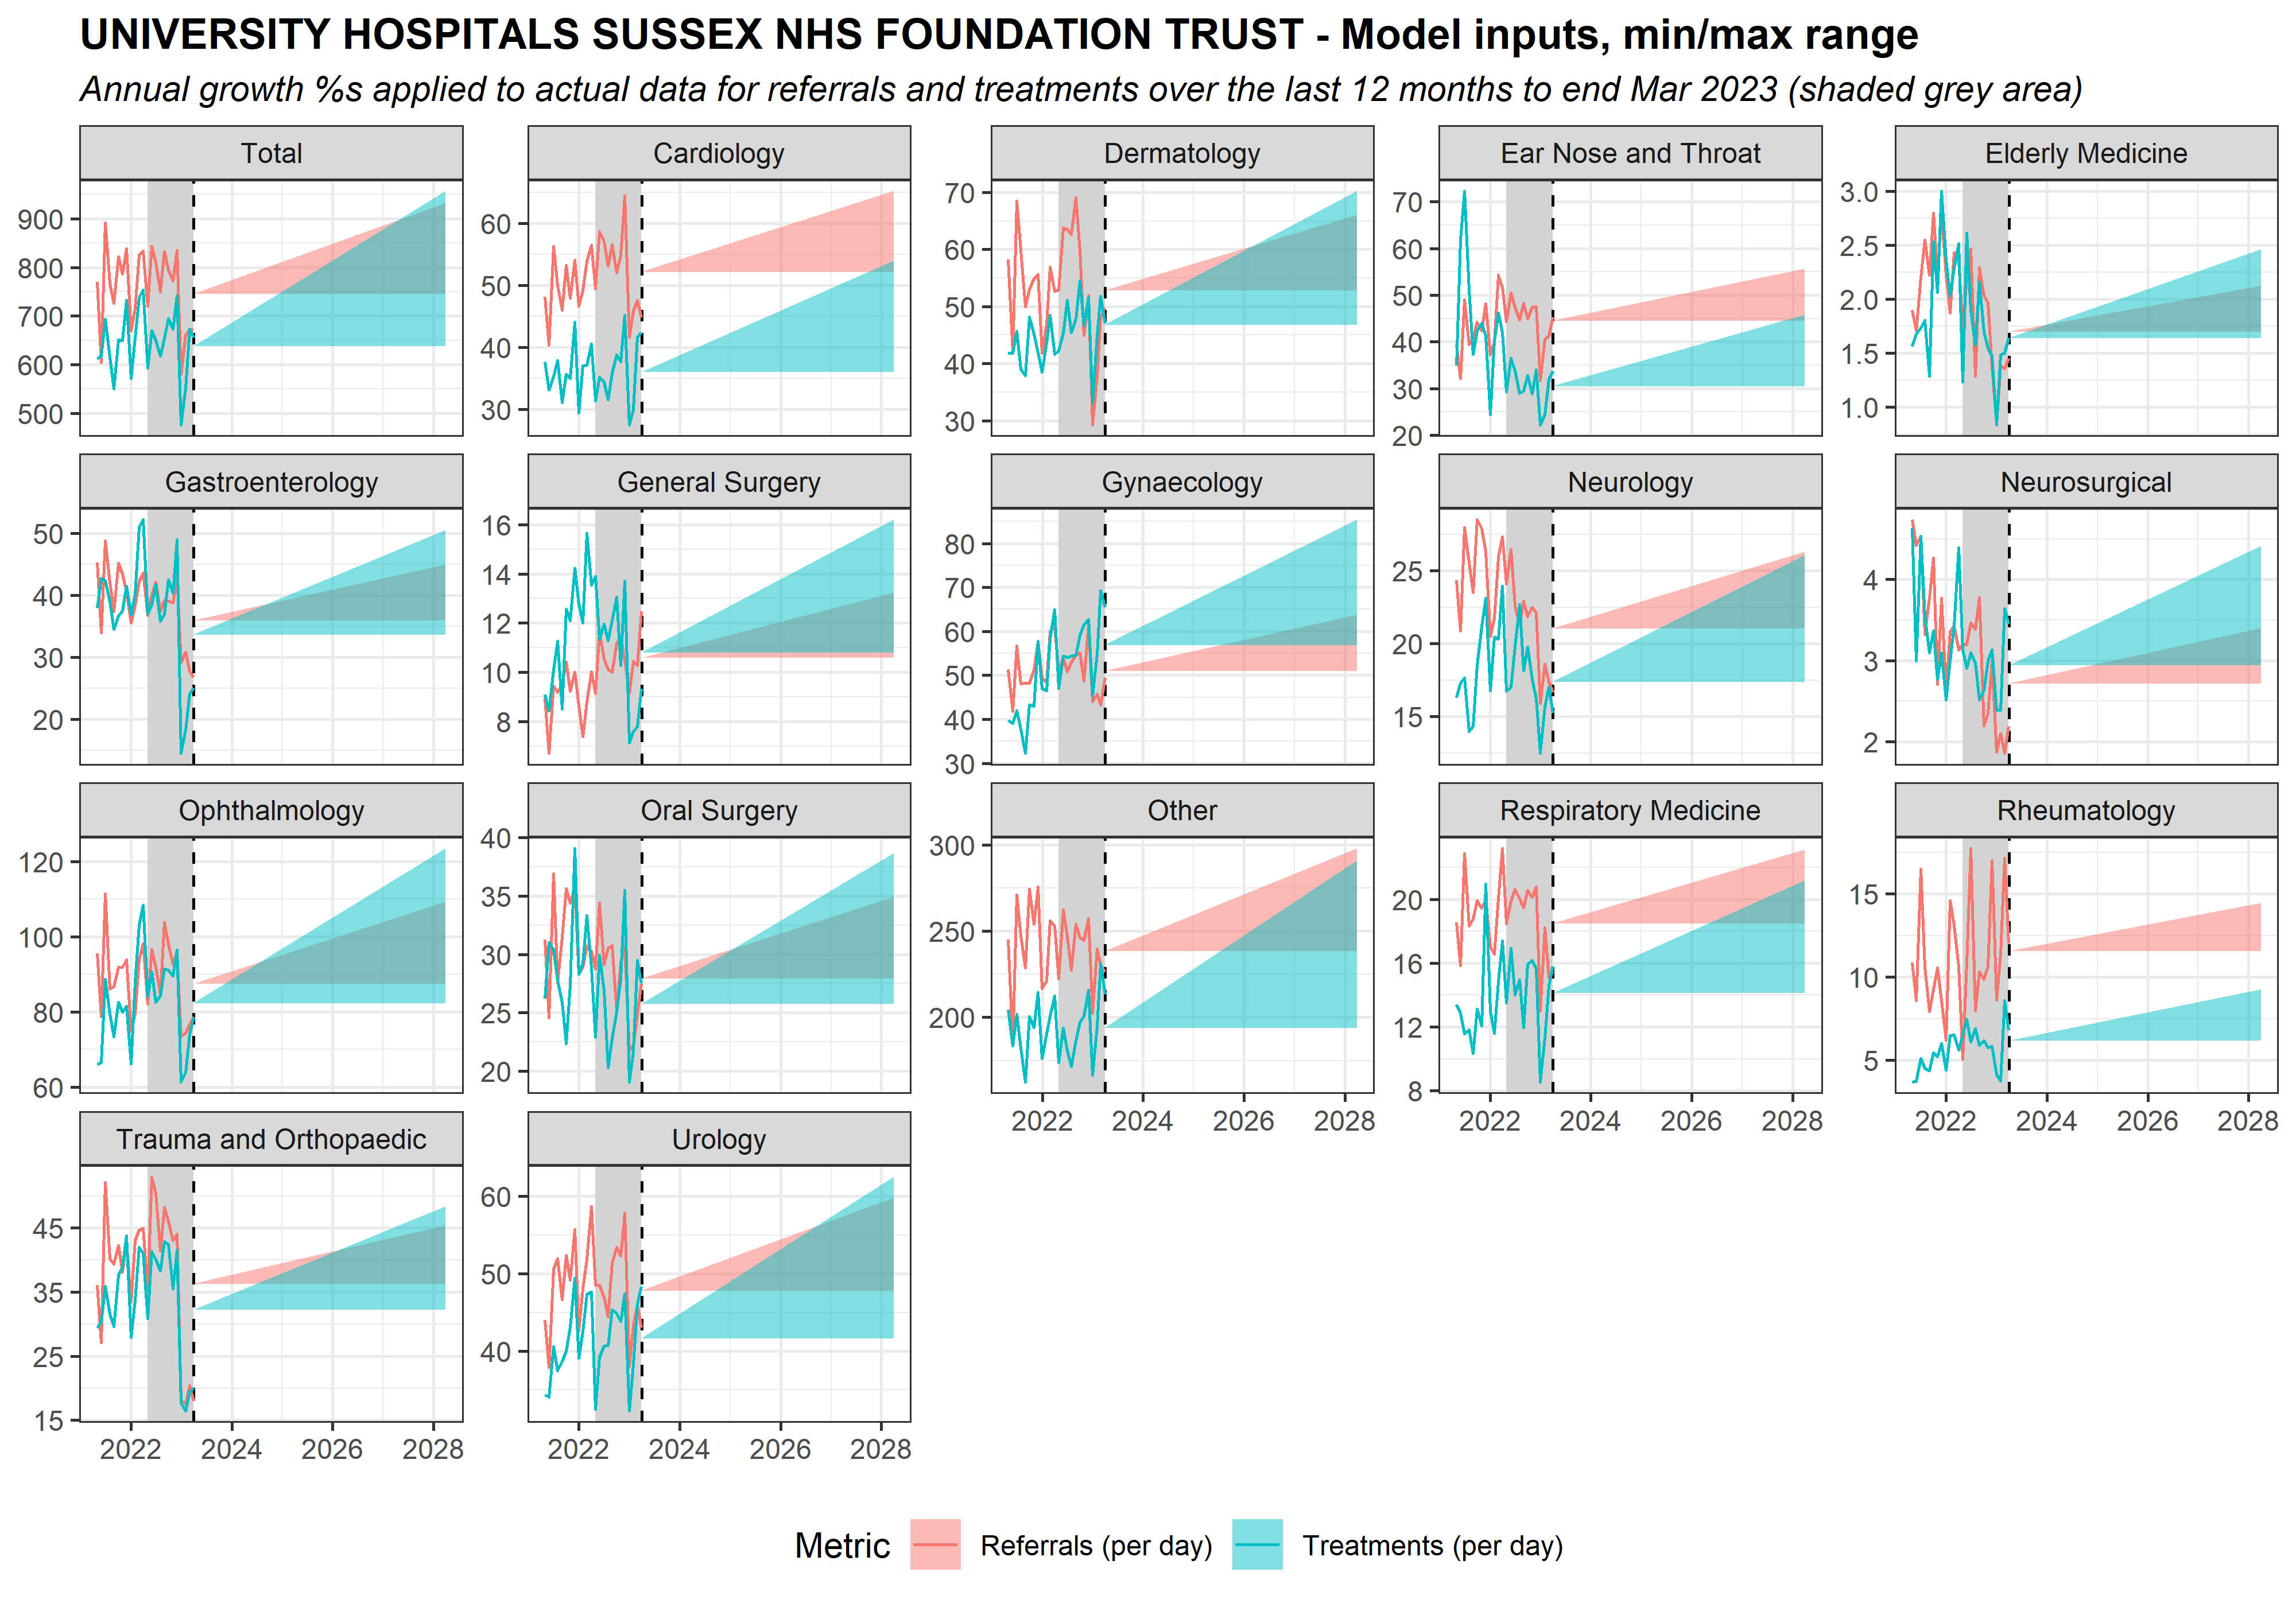 UNIVERSITY HOSPITALS SUSSEX NHS FOUNDATION TRUST - Model inputs, min/max range
Annual growth %s applied to actual data for referrals and treatments over the last 12 months to end Mar 2023 (shaded grey area)
Total
900
800
700
600
500
Cardiology
60
50
40
30
Dermatology
70
60
50
40
30
Ear Nose and Throat
70
60
50
40
30
20
Elderly Medicine
3.0
2.5
2.0
1.5
1.0
Gastroenterology
50
40
30
20
General Surgery
16
14
12
10
8
Gynaecology
80
70
60
50
40
30
Neurology
25
20
15
Neurosurgical
4
3
2
Ophthalmology
120
100
80
60
Oral Surgery
40
35
30
25
20
Other
300
250
200
2022 2024 2026 2028
Respiratory Medicine
20
16
12
8
2022 2024 2026 2028
Rheumatology
15
10
5
2022 2024 2026 2028
Trauma and Orthopaedic
45
35
25
15
2022 2024 2026 2028
Urology
60
50
40
2022 2024 2026 2028
Metric Referrals (per day) Treatments (per day)